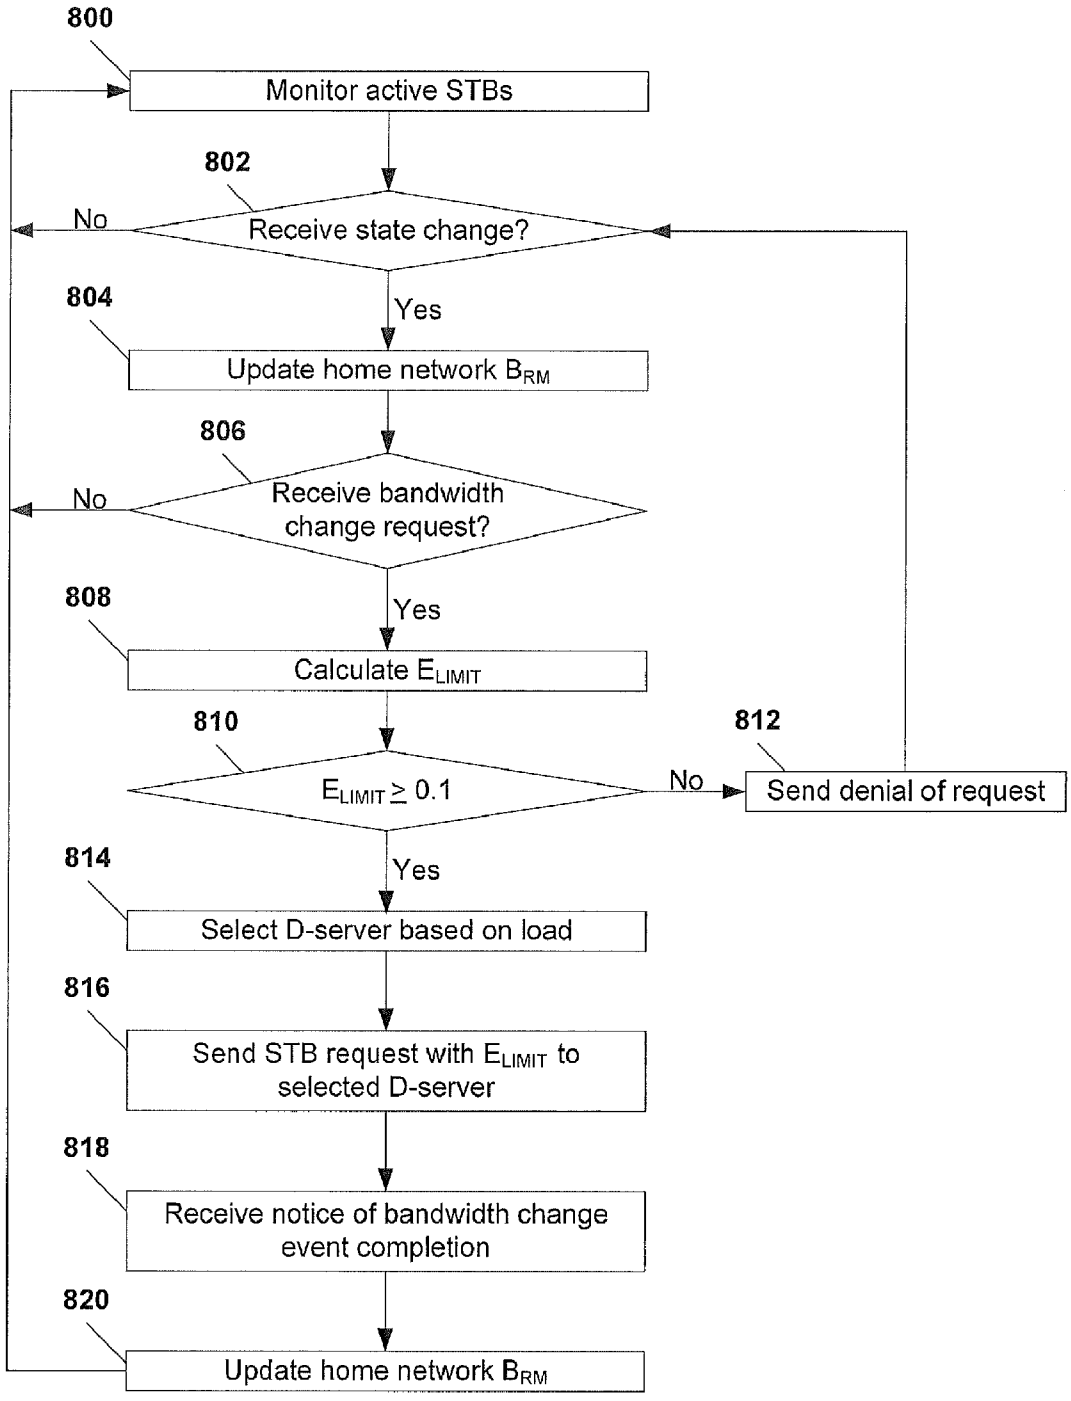 800
Monitor active STBs
802
No
Receive state change?
804
Yes
Update home network B_RM
806
No
Receive bandwidth
change request?
808
Yes
Calculate E_LIMIT
810
812
E_LIMIT ≥ 0.1
No
Send denial of request
814
Yes
Select D-server based on load
816
Send STB request with E_LIMIT to
selected D-server
818
Receive notice of bandwidth change
event completion
820
Update home network B_RM